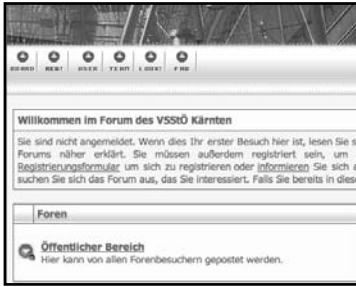 BOARD NEW! USER TEAM LOOK! FAQ
Willkommen im Forum des VSStÖ Kärnten
Sie sind nicht angemeldet. Wenn dies Ihr erster Besuch hier ist, lesen Sie s
Forums näher erklärt. Sie müssen außerdem registriert sein, um
Registrierungsformular um sich zu registrieren oder informieren Sie sich a
suchen Sie sich das Forum aus, das Sie interessiert. Falls Sie bereits in diese
Foren
Öffentlicher Bereich
Hier kann von allen Forenbesuchern gepostet werden.